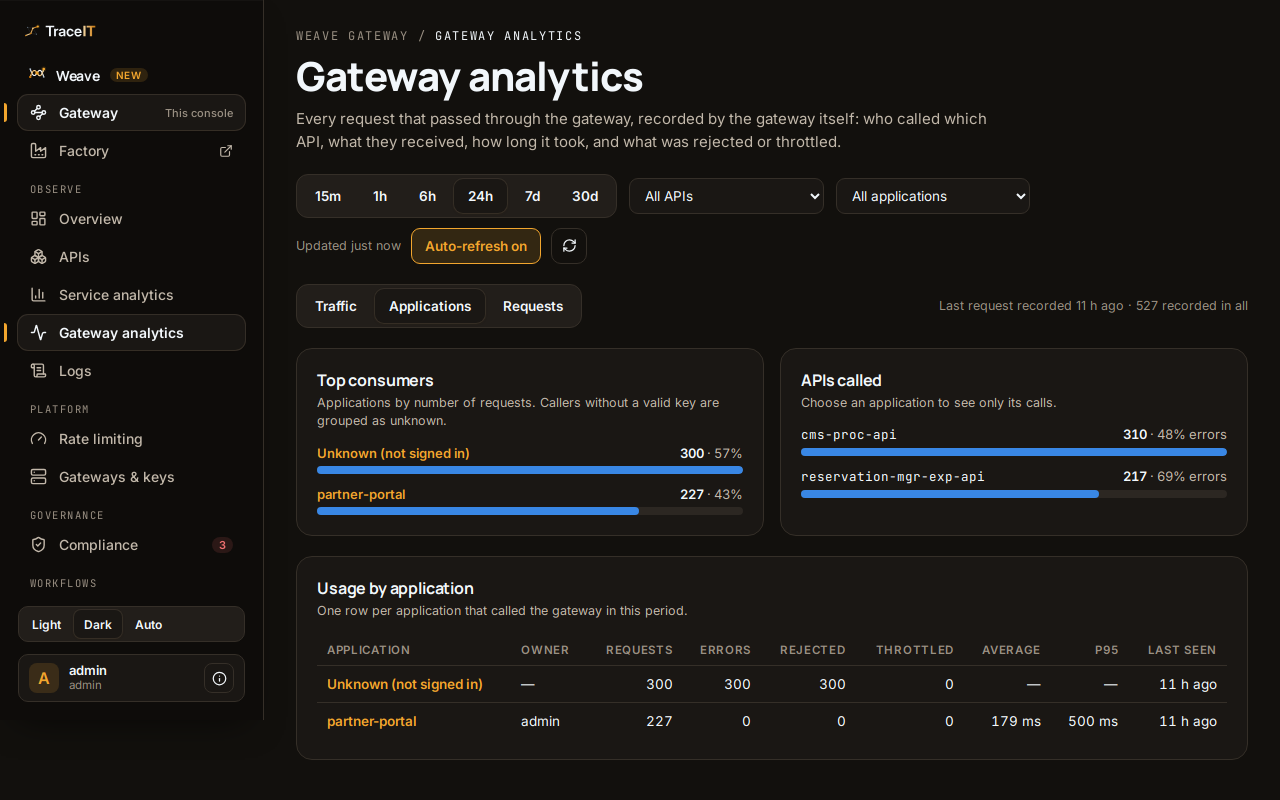 TraceIT
Weave NEW
Gateway This console
Factory
OBSERVE
Overview
APIs
Service analytics
Gateway analytics
Logs
PLATFORM
Rate limiting
Gateways & keys
GOVERNANCE
Compliance 3
WORKFLOWS
Light Dark Auto
A admin
admin
WEAVE GATEWAY / GATEWAY ANALYTICS
Gateway analytics
Every request that passed through the gateway, recorded by the gateway itself: who called which
API, what they received, how long it took, and what was rejected or throttled.
15m 1h 6h 24h 7d 30d All APIs All applications
Updated just now Auto-refresh on
Traffic Applications Requests Last request recorded 11 h ago · 527 recorded in all
Top consumers
Applications by number of requests. Callers without a valid key are
grouped as unknown.
Unknown (not signed in) 300 · 57%
partner-portal 227 · 43%
APIs called
Choose an application to see only its calls.
cms-proc-api 310 · 48% errors
reservation-mgr-exp-api 217 · 69% errors
Usage by application
One row per application that called the gateway in this period.
APPLICATION OWNER REQUESTS ERRORS REJECTED THROTTLED AVERAGE P95 LAST SEEN
Unknown (not signed in) — 300 300 300 0 — — 11 h ago
partner-portal admin 227 0 0 0 179 ms 500 ms 11 h ago